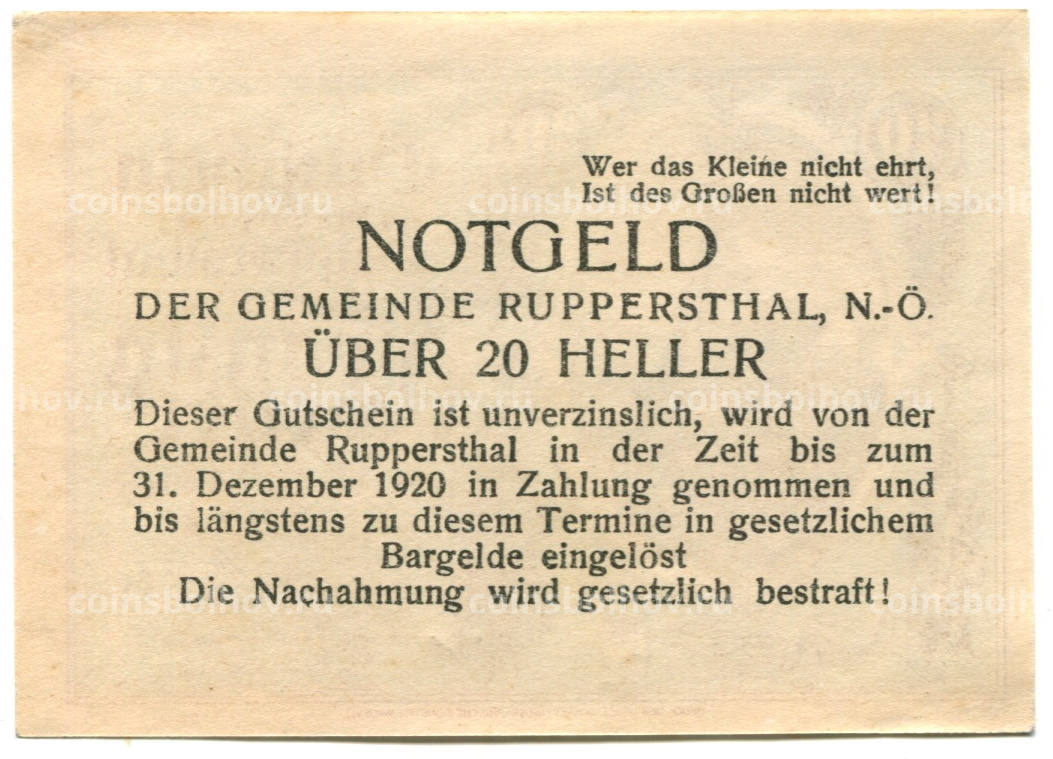 Wer das Kleine nicht ehrt,
Ist des Großen nicht wert!
NOTGELD
DER GEMEINDE RUPPERSTHAL, N.-Ö.
ÜBER 20 HELLER
Dieser Gutschein ist unverzinslich, wird von der
Gemeinde Ruppersthal in der Zeit bis zum
31. Dezember 1920 in Zahlung genommen und
bis längstens zu diesem Termine in gesetzlichem
Bargelde eingelöst
Die Nachahmung wird gesetzlich bestraft!
coinsbolhov.ru